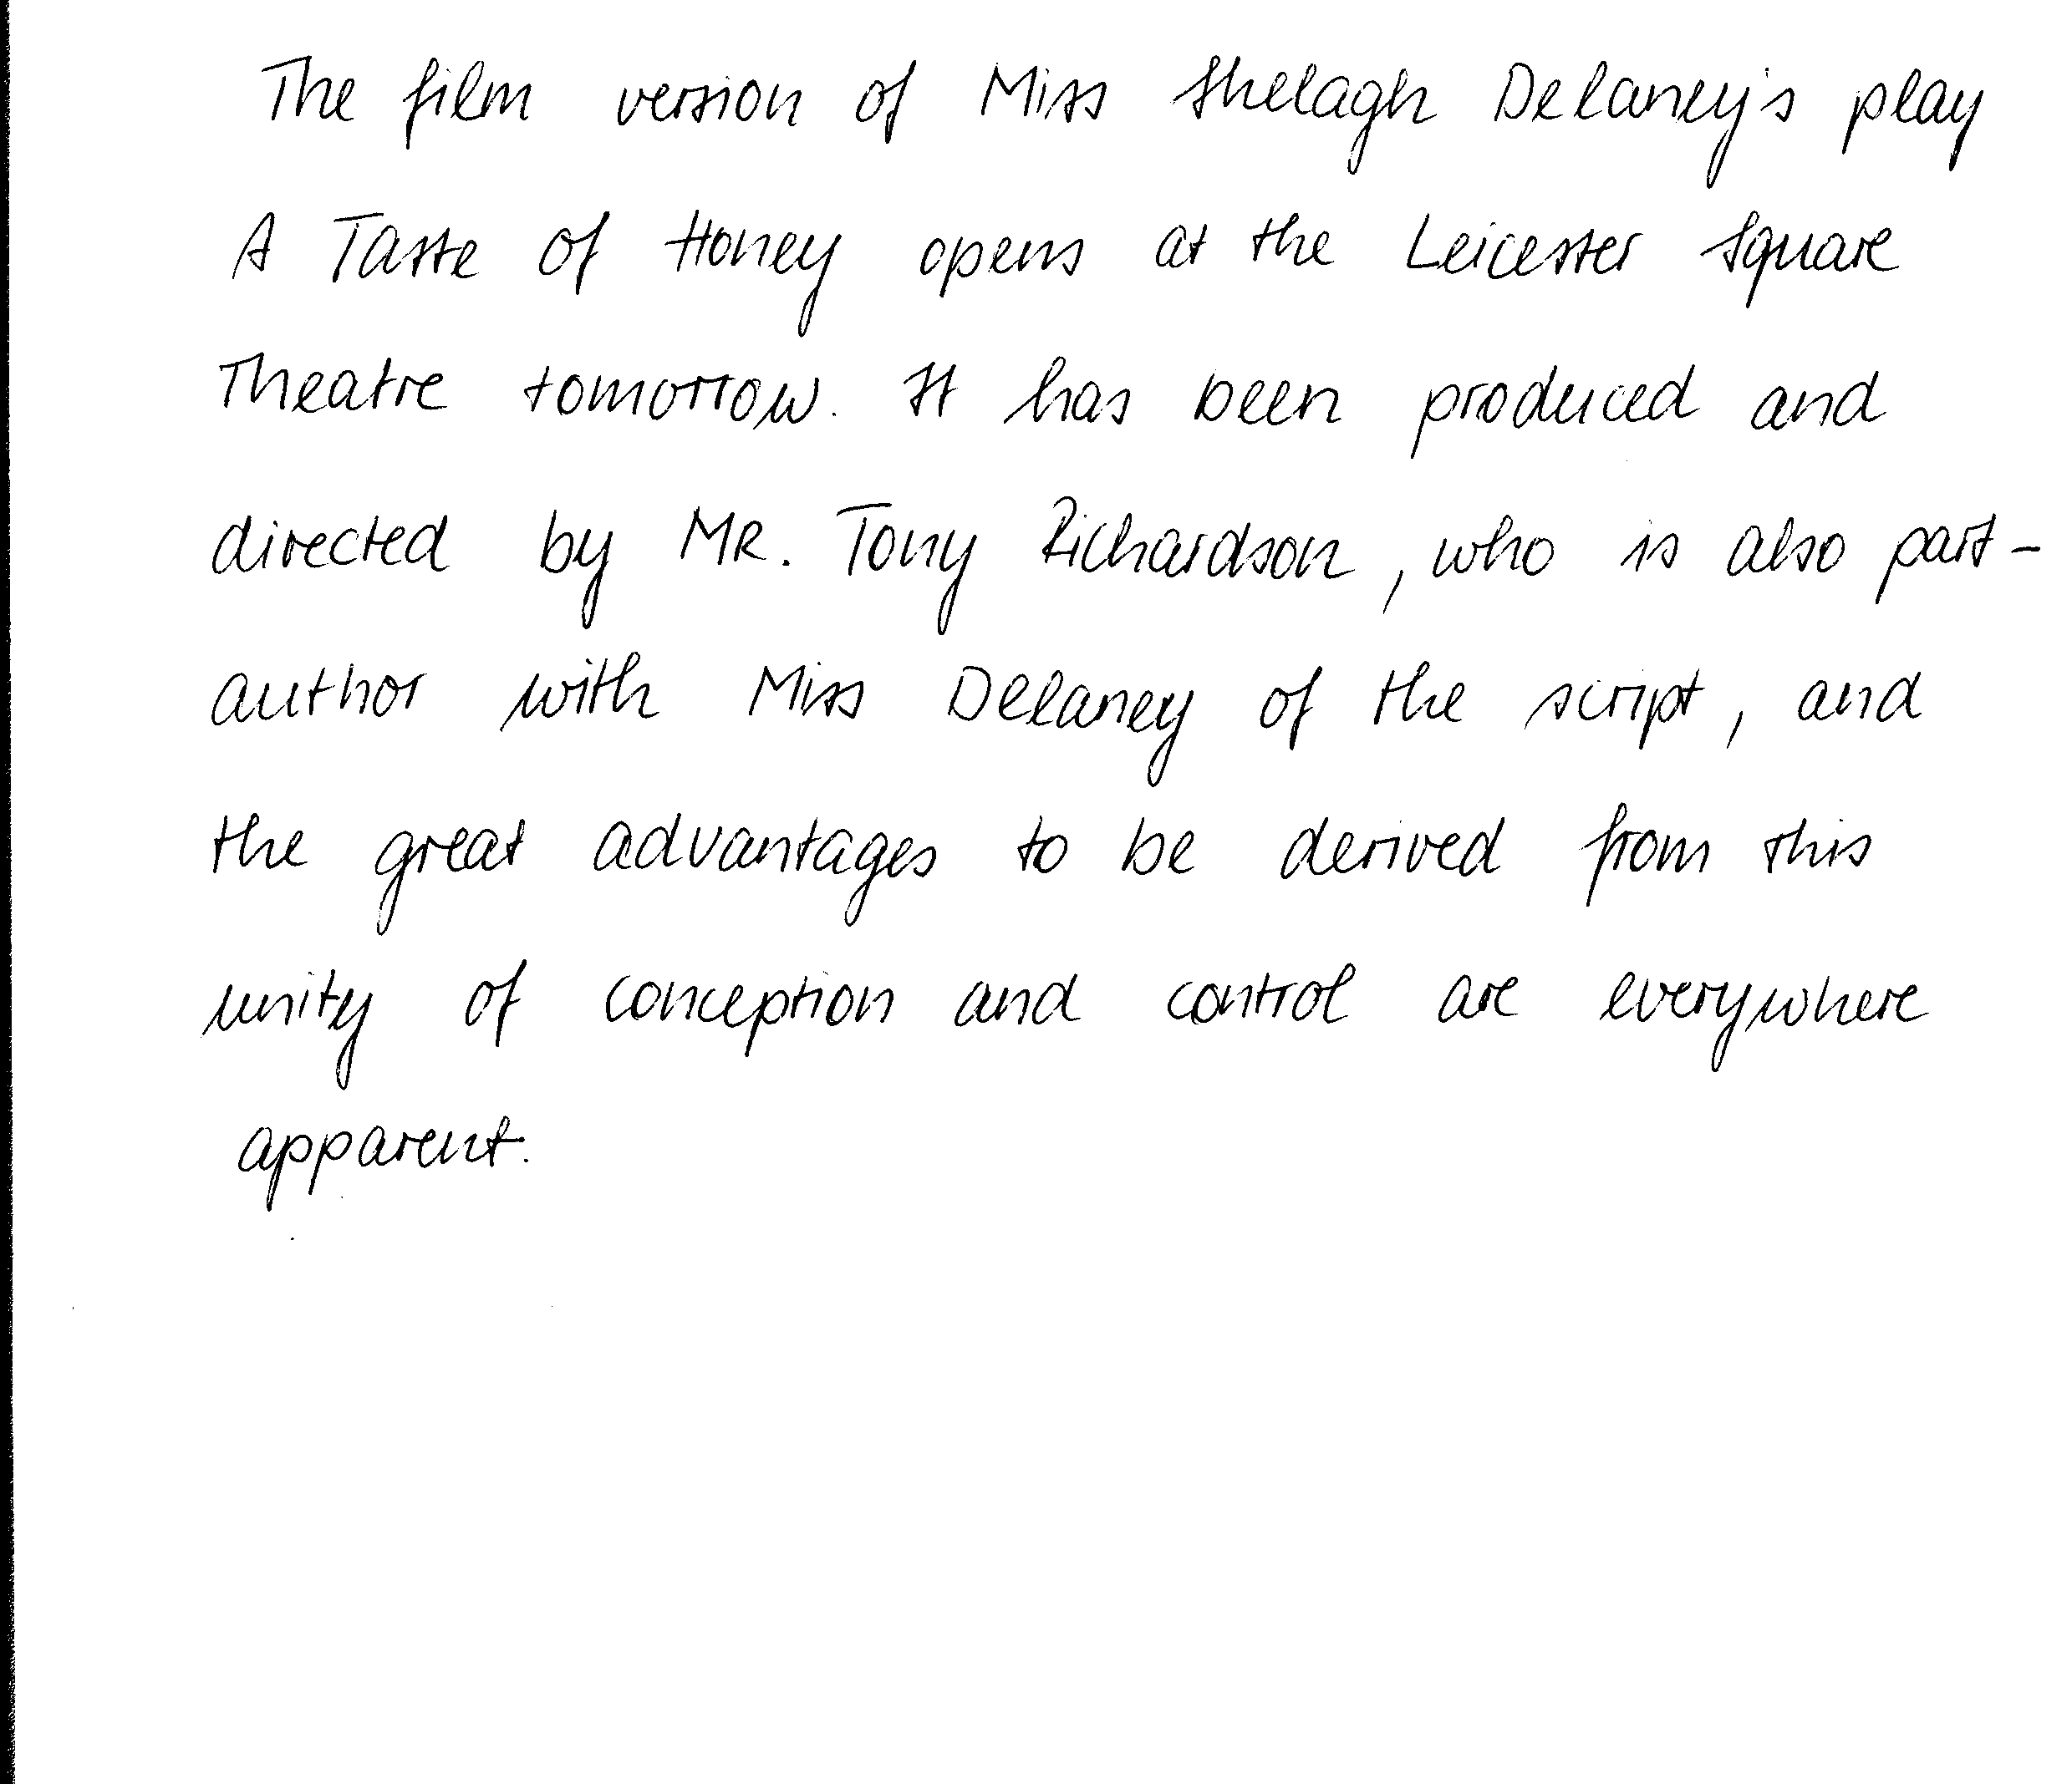 The film version of Miss Shelagh Delaney's play
A Taste of Honey opens at the Leicester Square
Theatre tomorrow. It has been produced and
directed by MR. Tony Richardson, who is also part-
author with Miss Delaney of the script, and
the great advantages to be derived from this
unity of conception and control are everywhere
apparent.